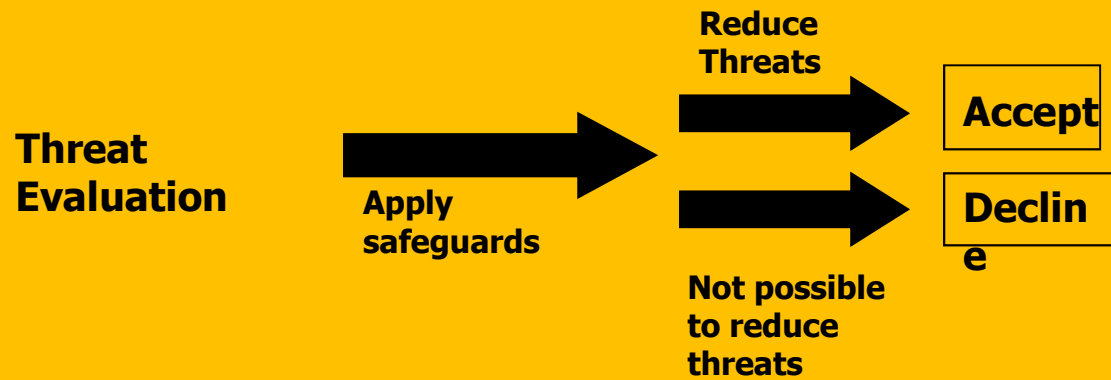 Threat
Evaluation
Apply
safeguards
Reduce
Threats
Accept
Not possible
to reduce
threats
Declin
e